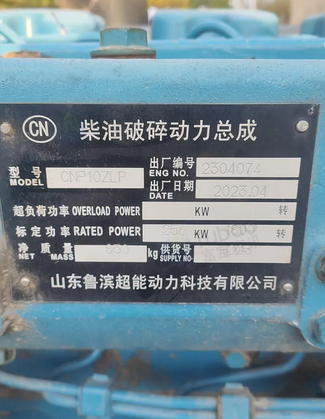 CN 柴油破碎动力总成
型号 MODEL CNP10ZLP 出厂编号 ENG NO. 2304074
出厂日期 DATE 2023.04
超负荷功率 OVERLOAD POWER KW 转
标定功率 RATED POWER KW 转
净质量 NET MASS kg 供货号 SUPPLY NO
山东鲁滨超能动力科技有限公司